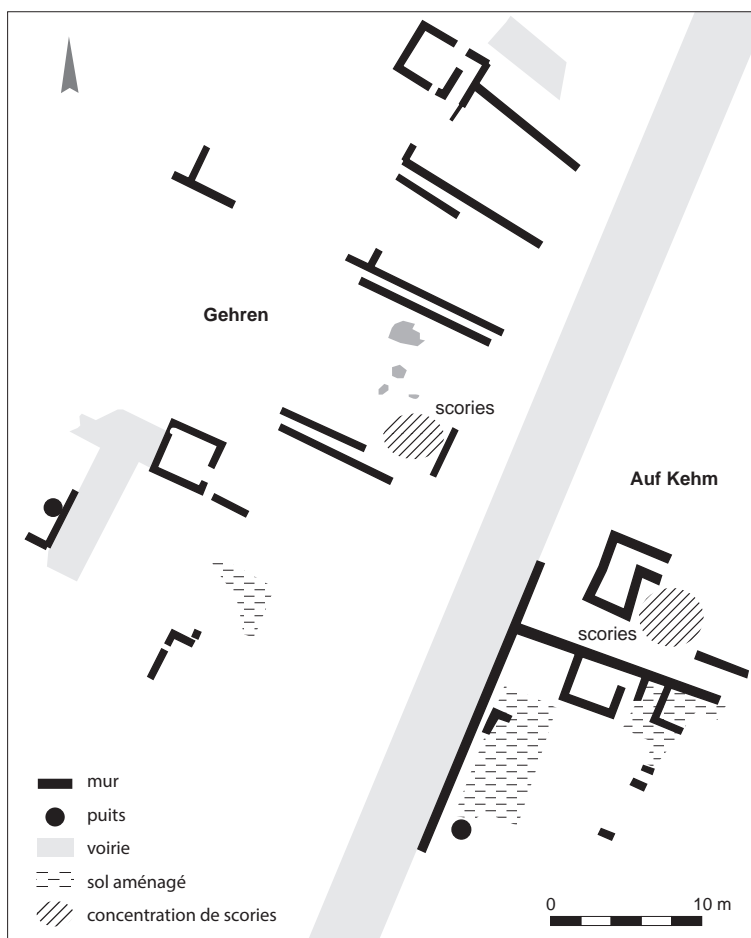 Gehren
scories
Auf Kehm
scories
mur
puits
voirie
sol aménagé
concentration de scories
0 10 m